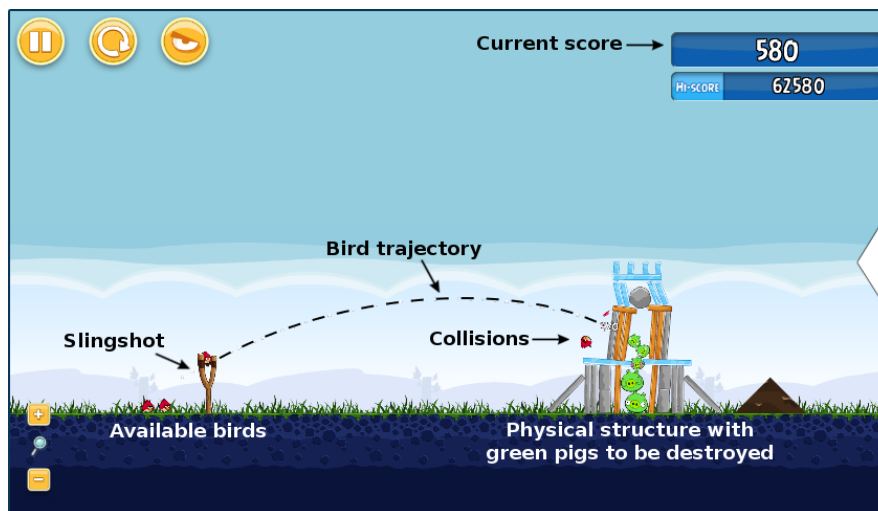 Current score
580
HI-SCORE 62580
Bird trajectory
Slingshot
Collisions
Available birds
Physical structure with
green pigs to be destroyed